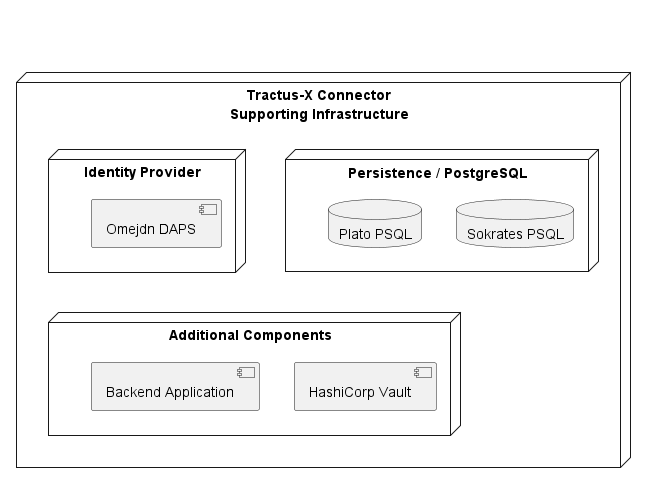 Tractus-X Connector
Supporting Infrastructure
Identity Provider
Omejdn DAPS
Persistence / PostgreSQL
Plato PSQL
Sokrates PSQL
Additional Components
Backend Application
HashiCorp Vault